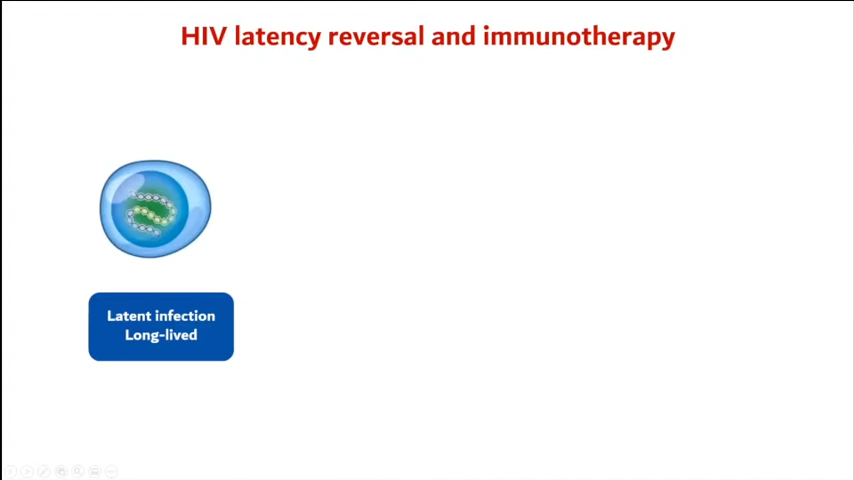 HIV latency reversal and immunotherapy
Latent infection
Long-lived